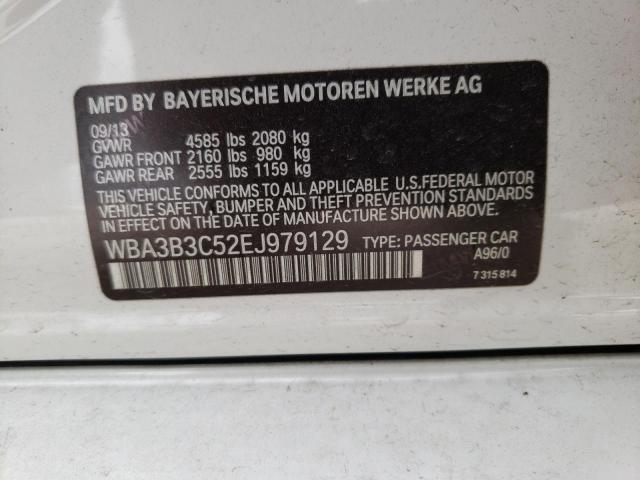 MFD BY BAYERISCHE MOTOREN WERKE AG
09/13
GVWR 4585 lbs 2080 kg
GAWR FRONT 2160 lbs 980 kg
GAWR REAR 2555 lbs 1159 kg
THIS VEHICLE CONFORMS TO ALL APPLICABLE U.S.FEDERAL MOTOR
VEHICLE SAFETY, BUMPER, AND THEFT PREVENTION STANDARDS
IN EFFECT ON THE DATE OF MANUFACTURE SHOWN ABOVE.
WBA3B3C52EJ979129 TYPE: PASSENGER CAR
A96/0
7 315 814